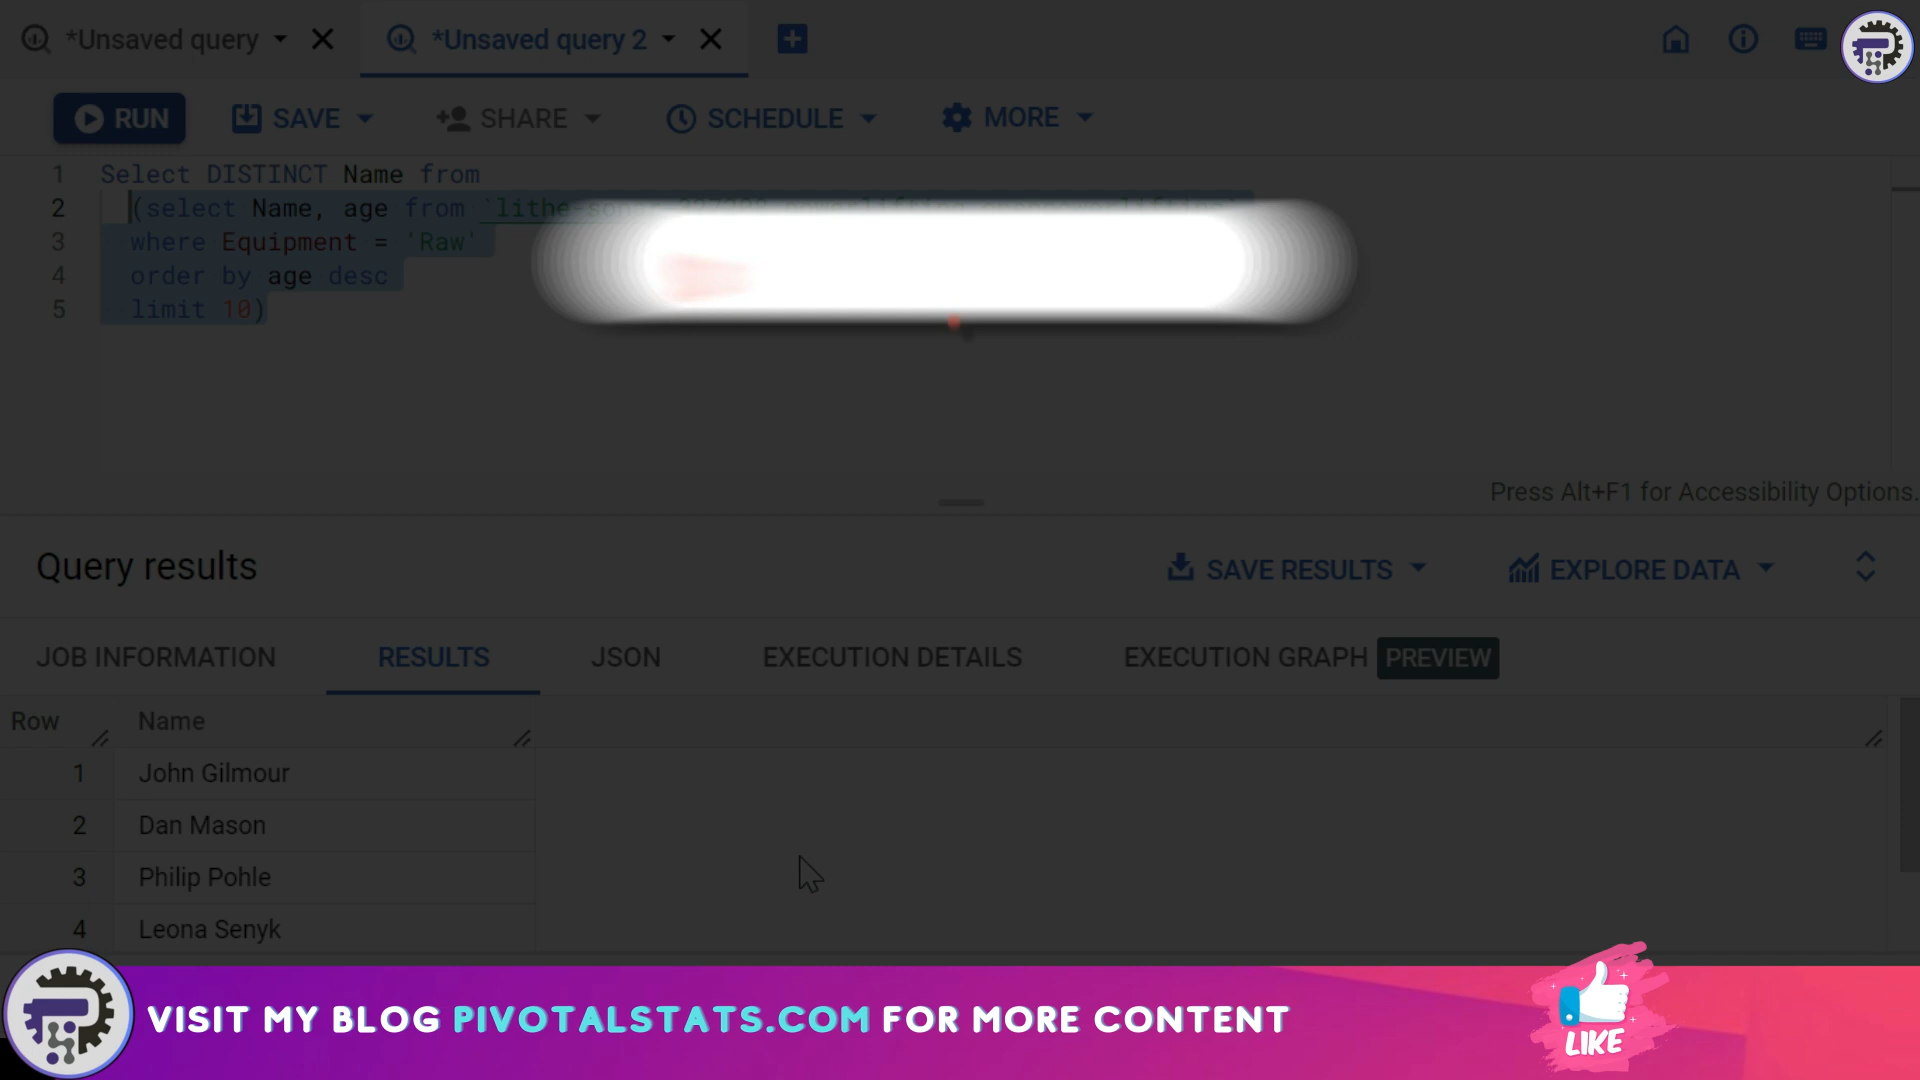 *Unsaved query
*Unsaved query 2
RUN SAVE SHARE SCHEDULE MORE
1 Select DISTINCT Name from
2 (select Name, age from
3 where Equipment = 'Raw'
4 order by age desc
5 limit 10)
Press Alt+F1 for Accessibility Options.
Query results
SAVE RESULTS
EXPLORE DATA
JOB INFORMATION RESULTS JSON EXECUTION DETAILS EXECUTION GRAPH PREVIEW
Row Name
1 John Gilmour
2 Dan Mason
3 Philip Pohle
4 Leona Senyk
VISIT MY BLOG PIVOTALSTATS.COM FOR MORE CONTENT
LIKE